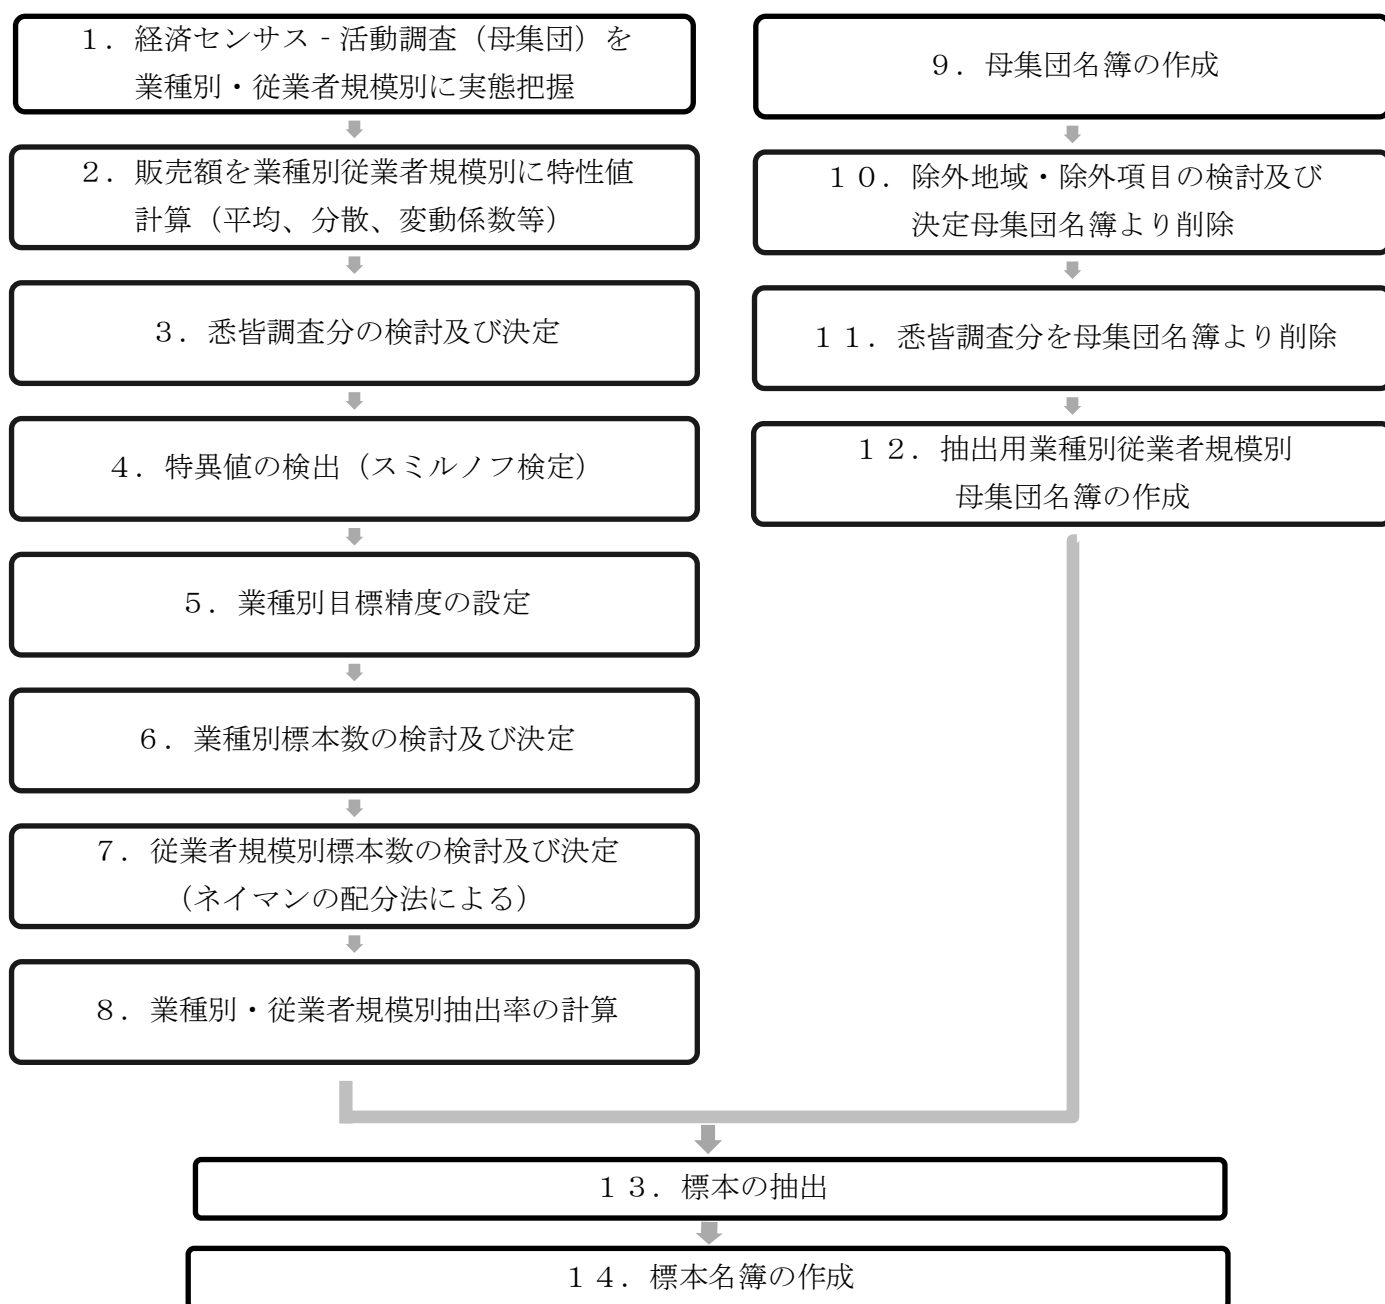 １．経済センサス‐活動調査（母集団）を
業種別・従業者規模別に実態把握
２．販売額を業種別従業者規模別に特性値
計算（平均、分散、変動係数等）
３．悉皆調査分の検討及び決定
４．特異値の検出（スミルノフ検定）
５．業種別目標精度の設定
６．業種別標本数の検討及び決定
７．従業者規模別標本数の検討及び決定
（ネイマンの配分法による）
８．業種別・従業者規模別抽出率の計算
９．母集団名簿の作成
１０．除外地域・除外項目の検討及び
決定母集団名簿より削除
１１．悉皆調査分を母集団名簿より削除
１２．抽出用業種別従業者規模別
母集団名簿の作成
１３．標本の抽出
１４．標本名簿の作成